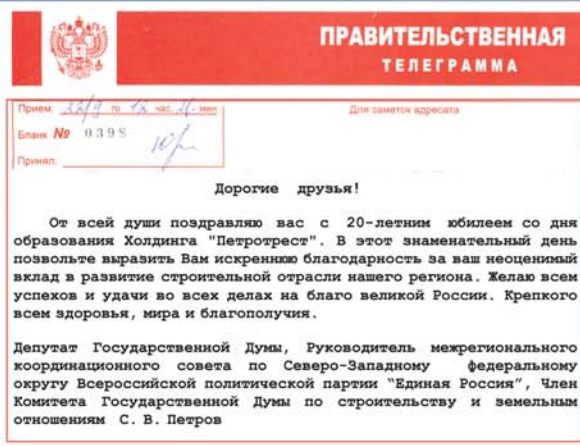 ПРАВИТЕЛЬСТВЕННАЯ
ТЕЛЕГРАММА
Прием: 22/9 го 12 час. мин
Для заметок адресата
Бланк № 0398
Принял:
Дорогие друзья!
От всей души поздравляю вас с 20-летним юбилеем со дня
образования Холдинга "Петротрест". В этот знаменательный день
позвольте выразить Вам искреннюю благодарность за ваш неоценимый
вклад в развитие строительной отрасли нашего региона. Желаю всем
успехов и удачи во всех делах на благо великой России. Крепкого
всем здоровья, мира и благополучия.
Депутат Государственной Думы, Руководитель межрегионального
координационного совета по Северо-Западному федеральному
округу Всероссийской политической партии “Единая Россия”, Член
Комитета Государственной Думы по строительству и земельным
отношениям С. В. Петров